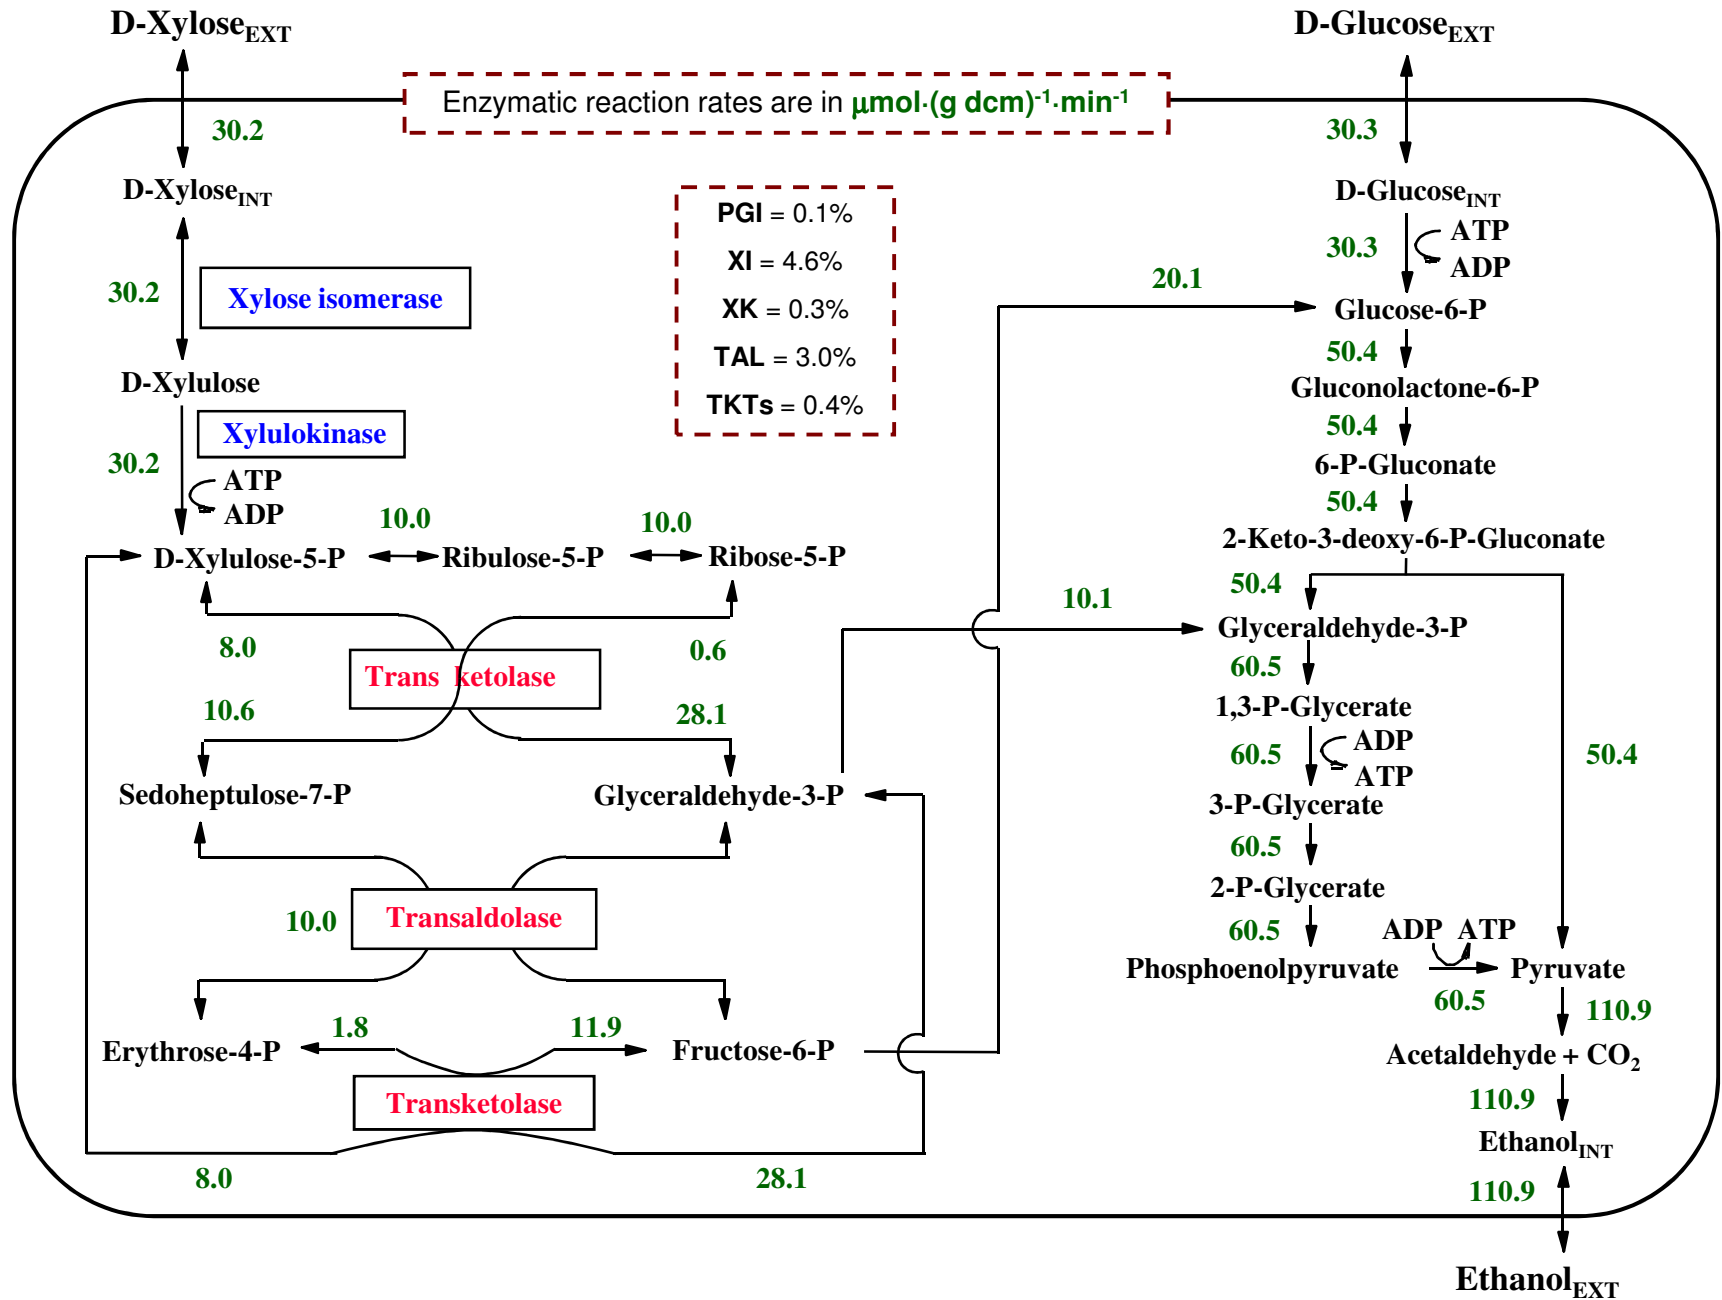 D-Xylose_EXT
D-Glucose_EXT
Enzymatic reaction rates are in μmol·(g dcm)⁻¹·min⁻¹
30.2
30.3
D-Xylose_INT
D-Glucose_INT
PGI = 0.1%
XI = 4.6%
XK = 0.3%
TAL = 3.0%
TKTs = 0.4%
30.3
ATP
ADP
30.2
Xylose isomerase
20.1
Glucose-6-P
50.4
D-Xylulose
Gluconolactone-6-P
Xylulokinase
50.4
30.2
ATP
ADP
6-P-Gluconate
50.4
10.0
10.0
D-Xylulose-5-P
Ribulose-5-P
Ribose-5-P
2-Keto-3-deoxy-6-P-Gluconate
50.4
10.1
Glyceraldehyde-3-P
8.0
0.6
Trans ketolase
60.5
10.6
28.1
1,3-P-Glycerate
60.5
ADP
ATP
50.4
Sedoheptulose-7-P
Glyceraldehyde-3-P
3-P-Glycerate
60.5
2-P-Glycerate
10.0
Transaldolase
60.5
ADP ATP
Phosphoenolpyruvate
Pyruvate
60.5
110.9
1.8
11.9
Erythrose-4-P
Fructose-6-P
Acetaldehyde + CO₂
Transketolase
110.9
Ethanol_INT
8.0
28.1
110.9
Ethanol_EXT